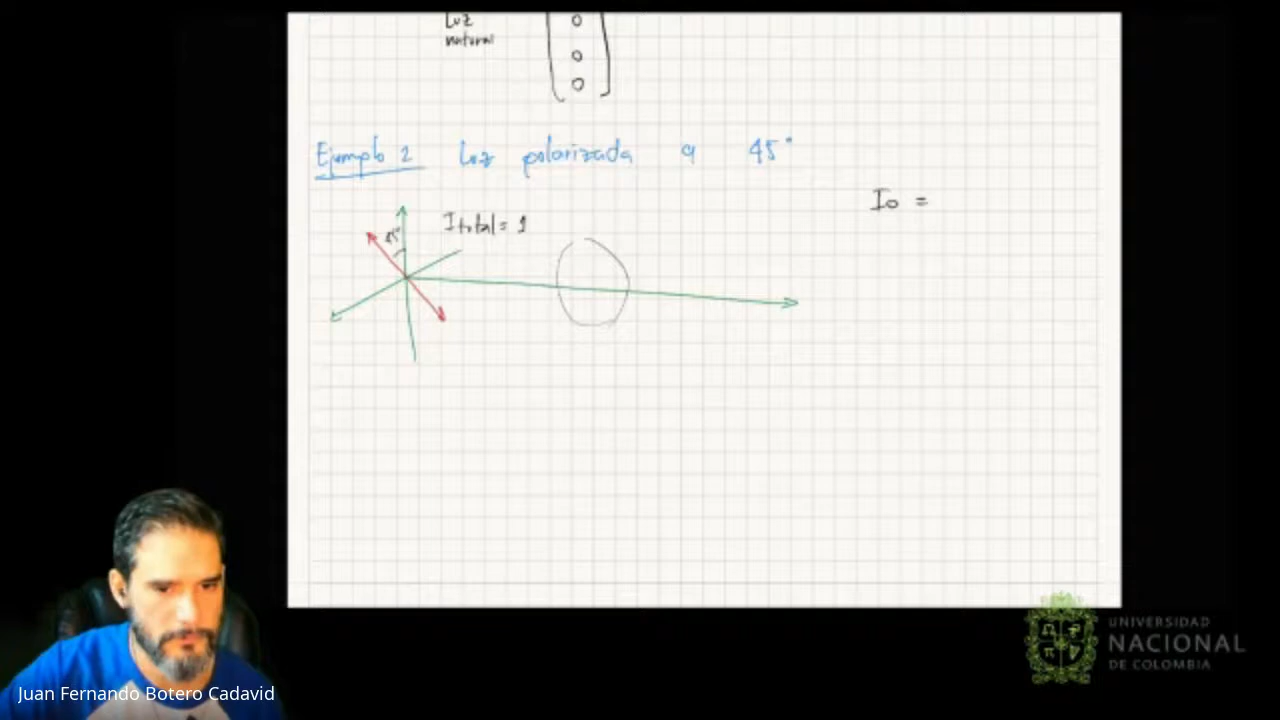 Luz
natural
0
0
0
Ejemplo 2 Luz polarizada a 45°
I0 =
Itotal = 1
45°
Juan Fernando Botero Cadavid
UNIVERSIDAD
NACIONAL
DE COLOMBIA